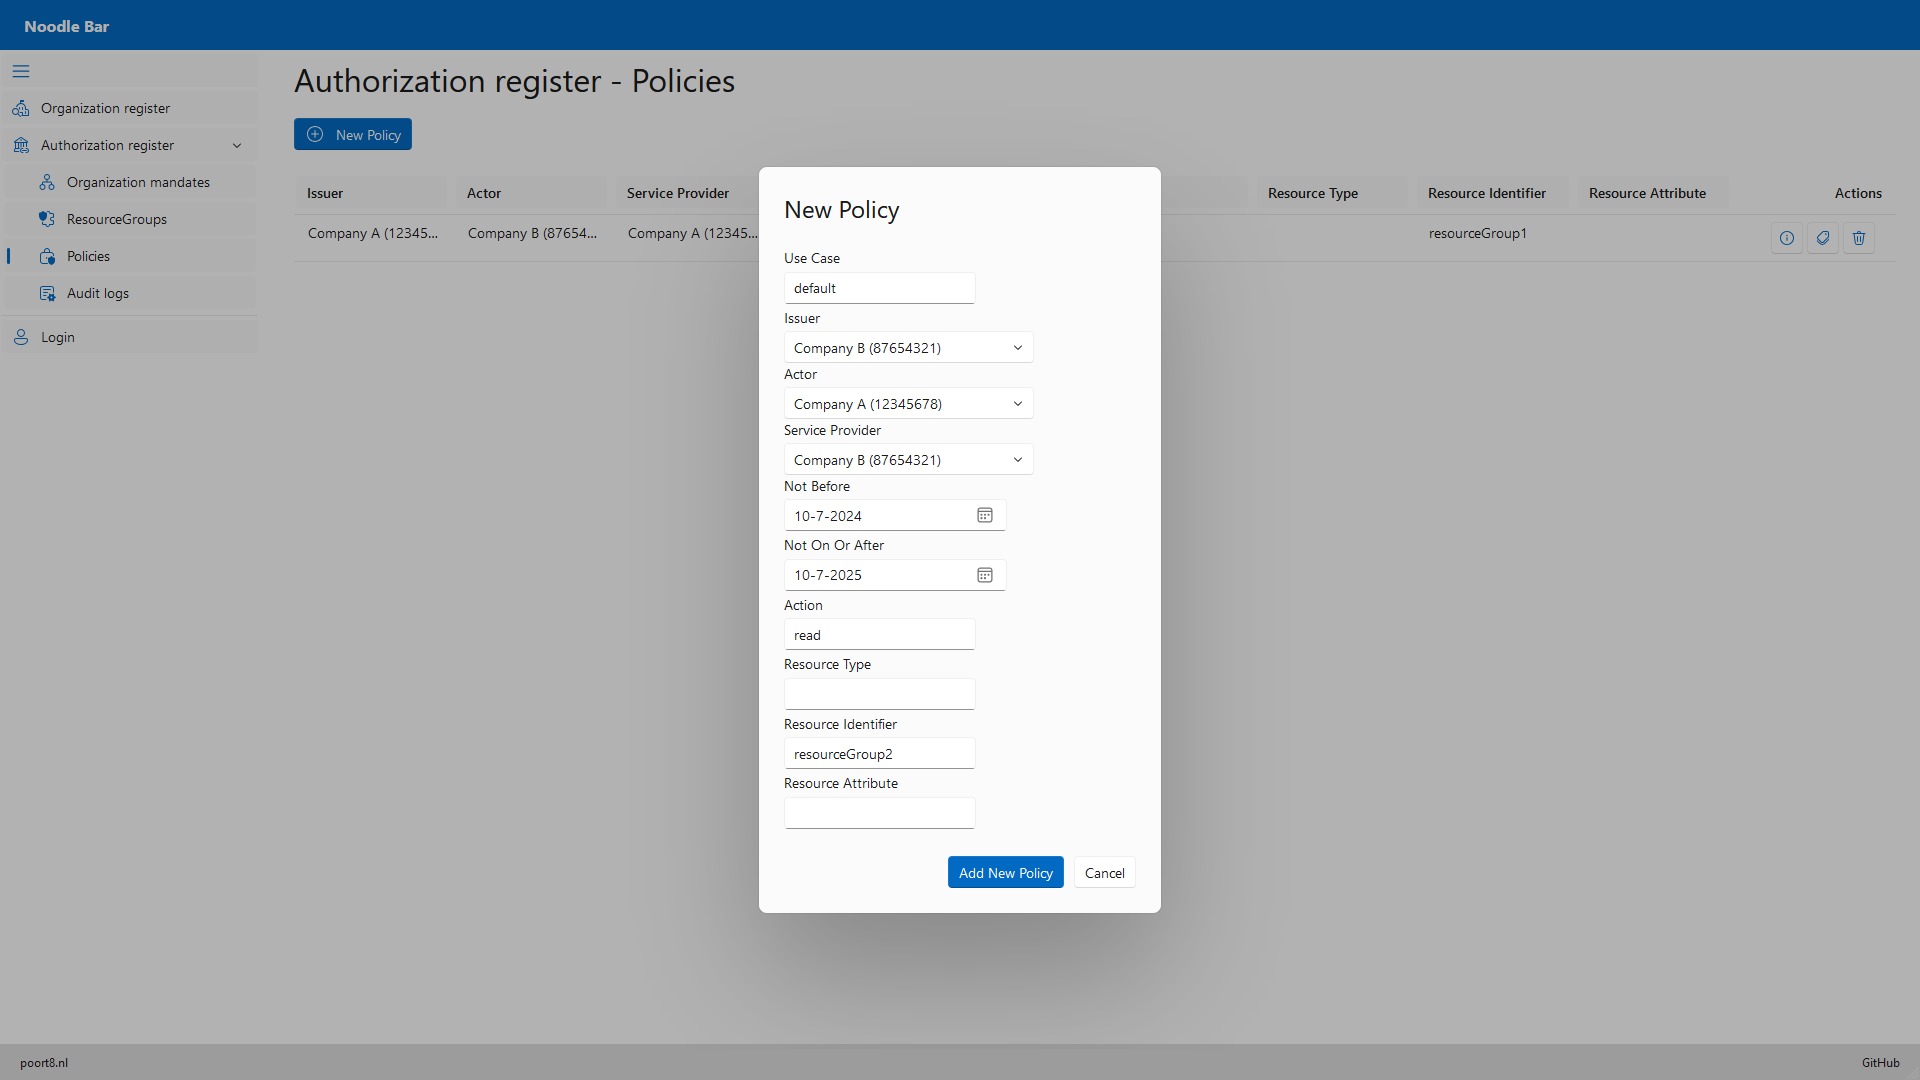 Noodle Bar
Authorization register - Policies
Organization register
Authorization register
Organization mandates
ResourceGroups
Policies
Audit logs
Login
New Policy
Issuer Actor Service Provider Resource Type Resource Identifier Resource Attribute Actions
Company A (12345... Company B (87654... Company A (12345... resourceGroup1
New Policy
Use Case
default
Issuer
Company B (87654321)
Actor
Company A (12345678)
Service Provider
Company B (87654321)
Not Before
10-7-2024
Not On Or After
10-7-2025
Action
read
Resource Type
Resource Identifier
resourceGroup2
Resource Attribute
Add New Policy Cancel
poort8.nl GitHub